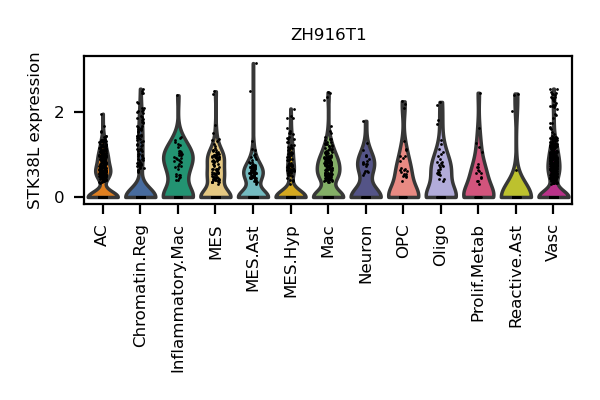 ZH916T1
STK38L expression
2
0
AC
Chromatin.Reg
Inflammatory.Mac
MES
MES.Ast
MES.Hyp
Mac
Neuron
OPC
Oligo
Prolif.Metab
Reactive.Ast
Vasc